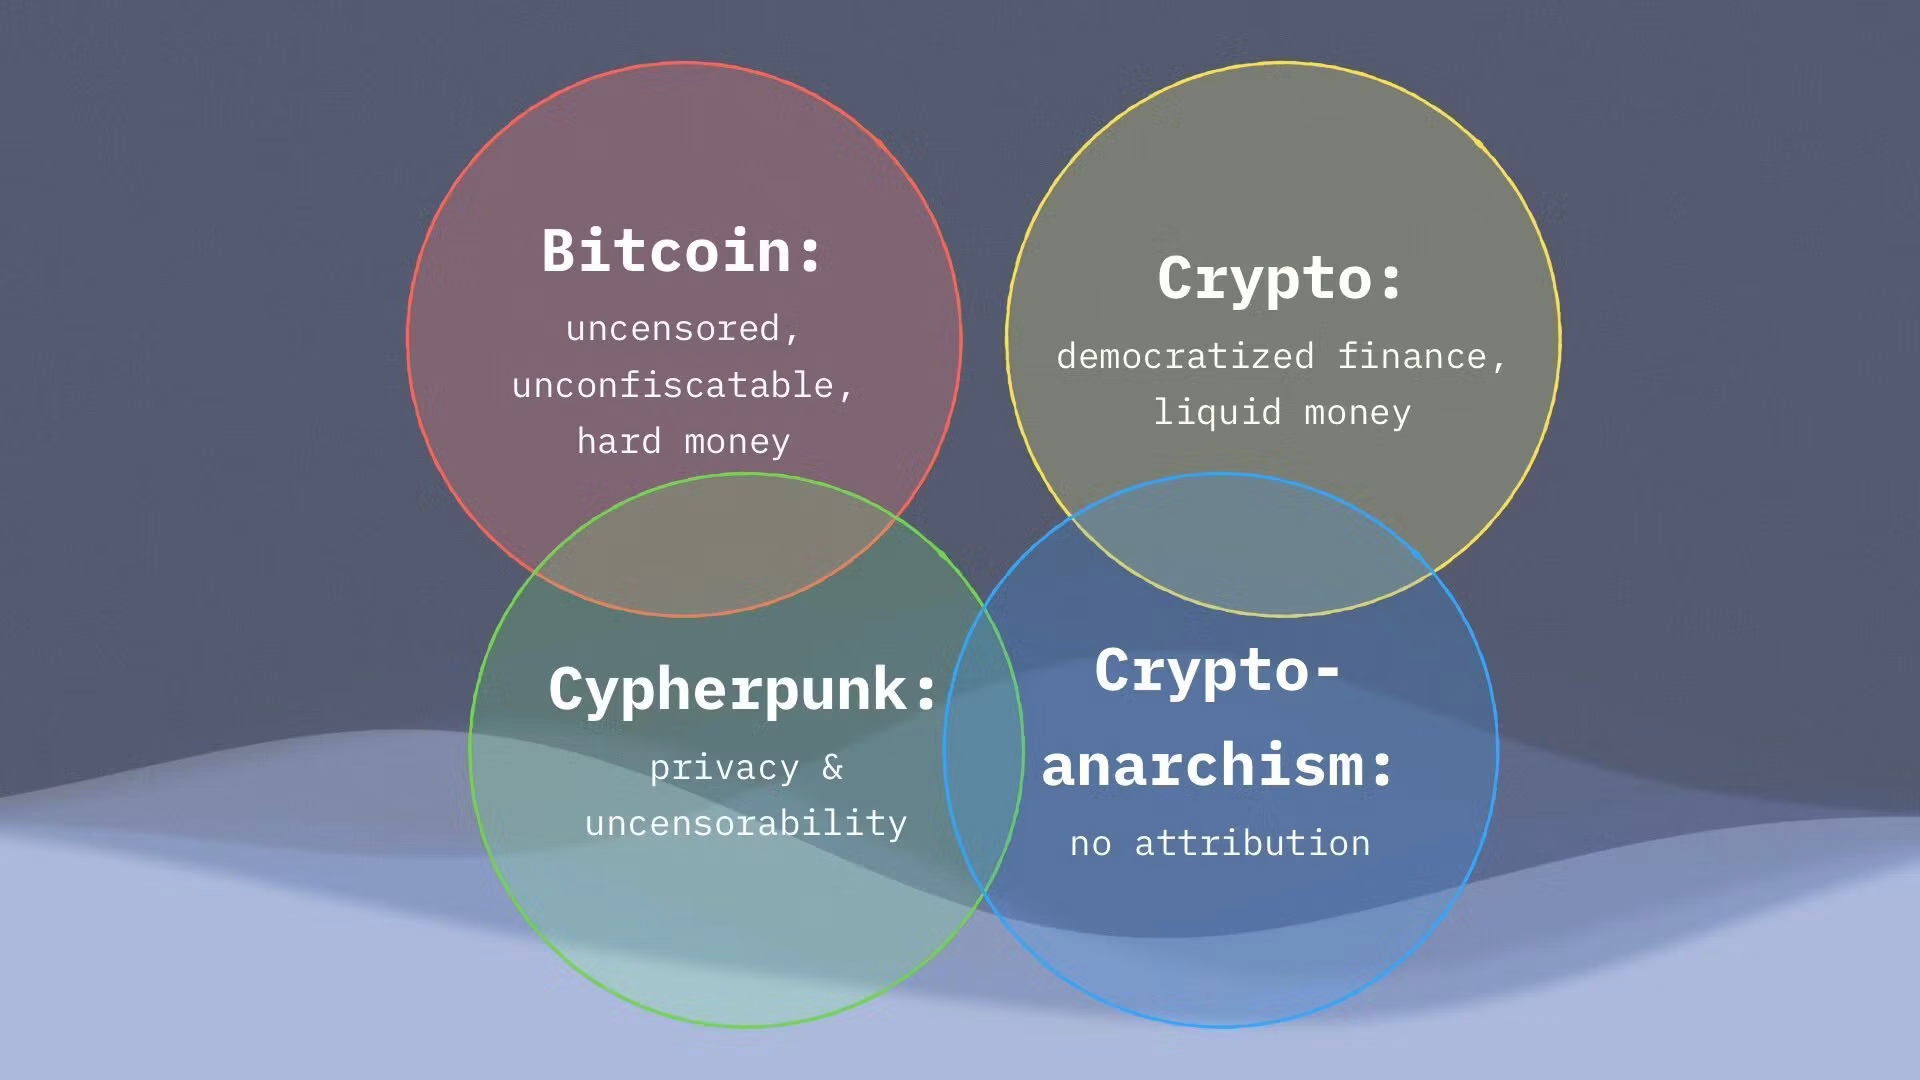 Bitcoin:
uncensored,
unconfiscatable,
hard money
Crypto:
democratized finance,
liquid money
Cypherpunk:
privacy &
uncensorability
Crypto-
anarchism:
no attribution